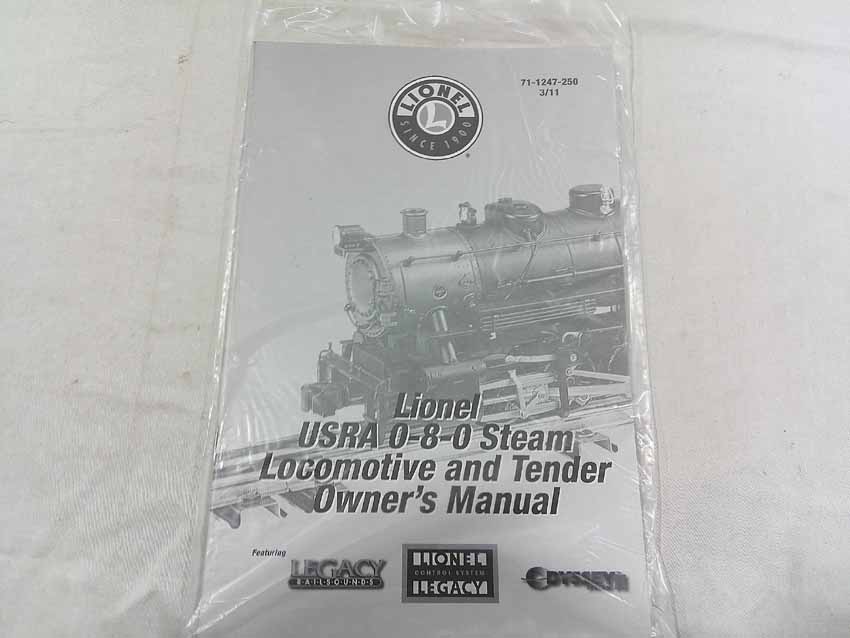 71-1247-250
3/11
LIONEL
L
SINCE 1900
®
Lionel
USRA 0-8-0 Steam
Locomotive and Tender
Owner's Manual
Featuring
LEGACY
RAILSOUNDS
LIONEL
CONTROL SYSTEM
LEGACY
ODYSSEY II